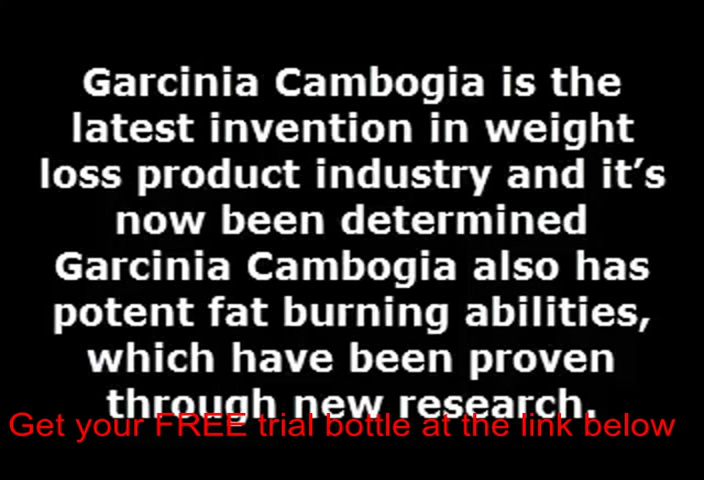 Garcinia Cambogia is the
latest invention in weight
loss product industry and it's
now been determined
Garcinia Cambogia also has
potent fat burning abilities,
which have been proven
through new research.
Get your FREE trial bottle at the link below